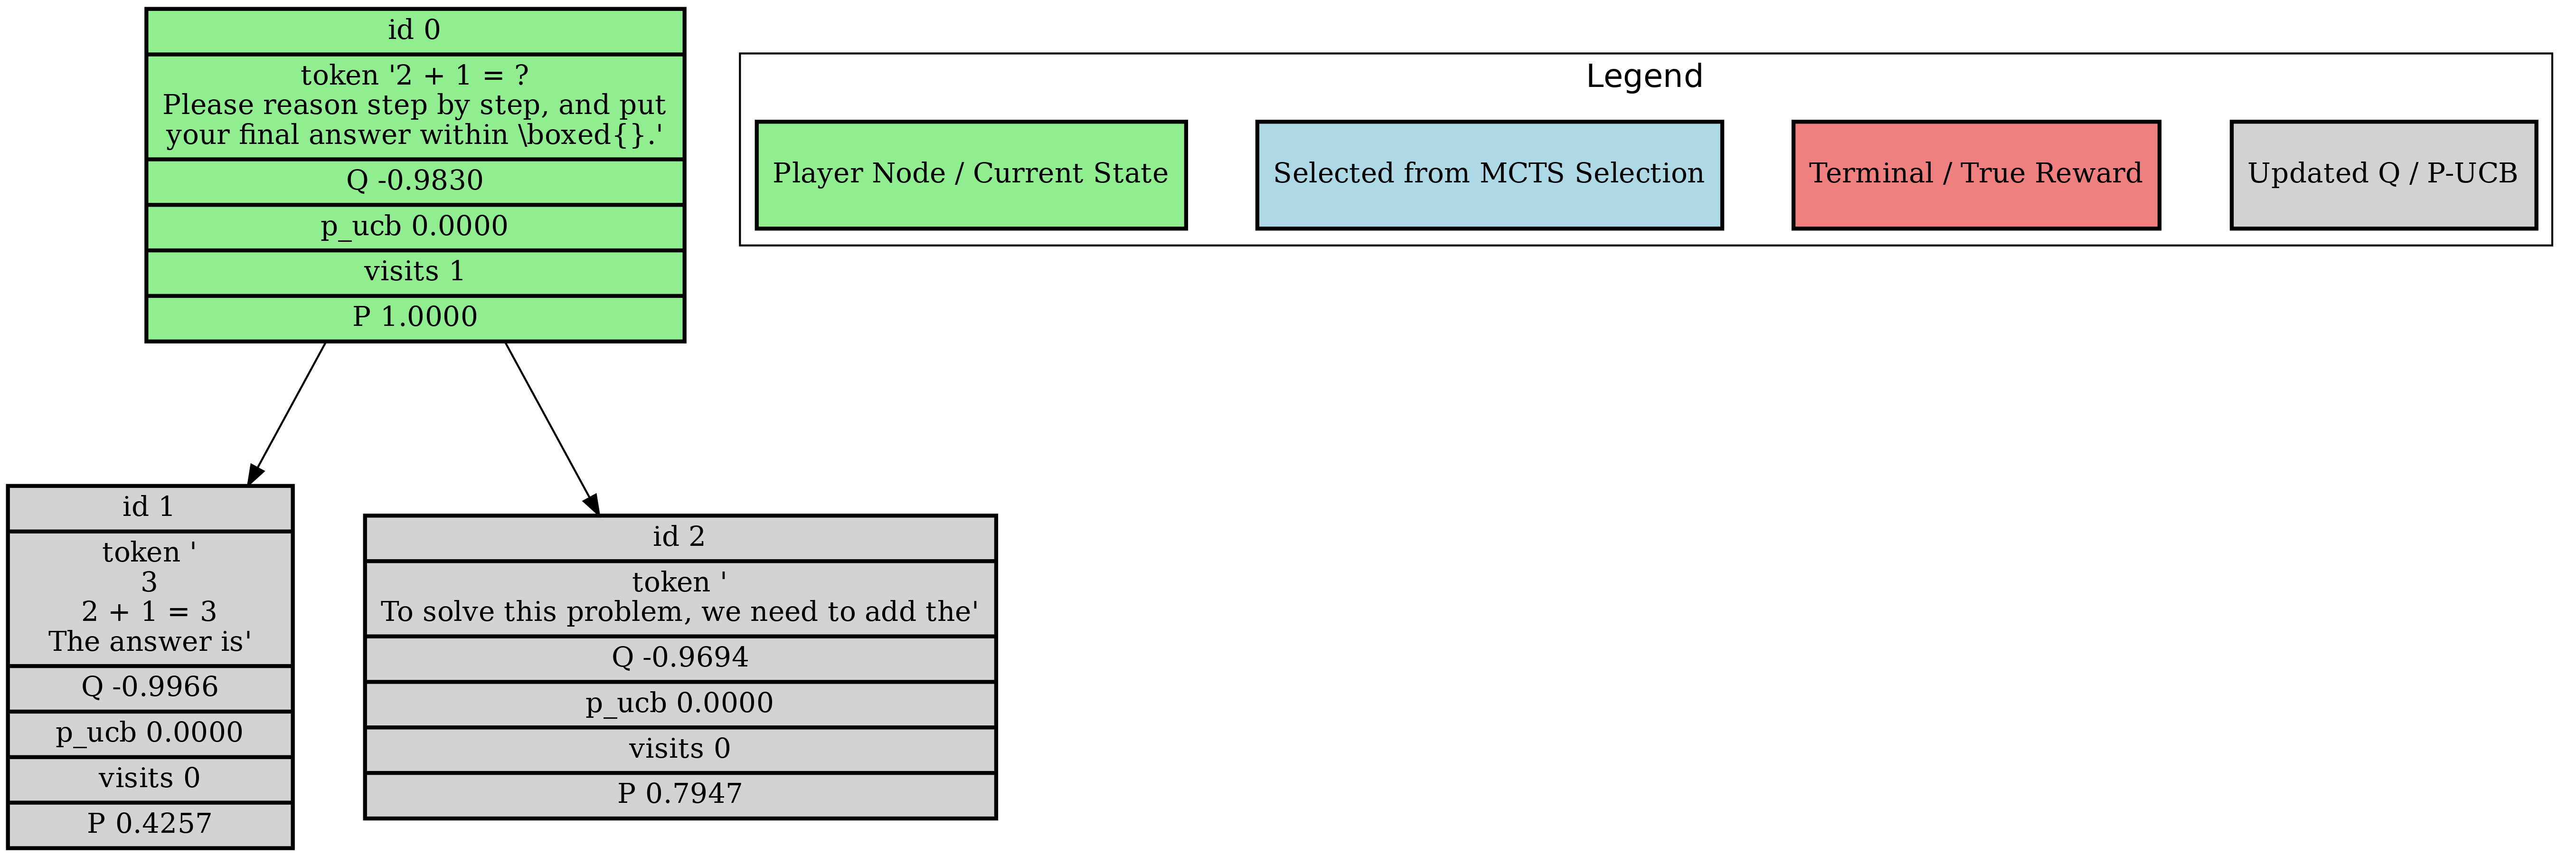 id 0
token '2 + 1 = ?
Please reason step by step, and put
your final answer within \boxed{}.'
Q -0.9830
p_ucb 0.0000
visits 1
P 1.0000
Legend
Player Node / Current State
Selected from MCTS Selection
Terminal / True Reward
Updated Q / P-UCB
id 1
token '
3
2 + 1 = 3
The answer is'
Q -0.9966
p_ucb 0.0000
visits 0
P 0.4257
id 2
token '
To solve this problem, we need to add the'
Q -0.9694
p_ucb 0.0000
visits 0
P 0.7947